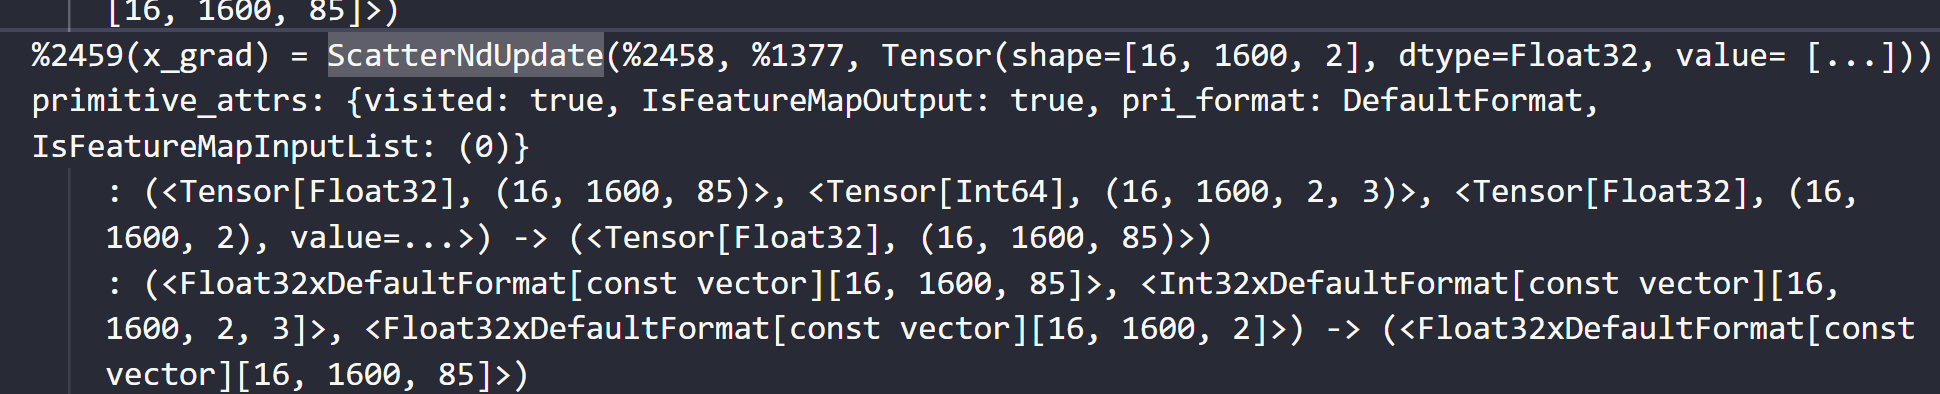 [16, 1600, 85]>)
%2459(x_grad) = ScatterNdUpdate(%2458, %1377, Tensor(shape=[16, 1600, 2], dtype=Float32, value= [...]))
primitive_attrs: {visited: true, IsFeatureMapOutput: true, pri_format: DefaultFormat,
IsFeatureMapInputList: (0)}
: (<Tensor[Float32], (16, 1600, 85)>, <Tensor[Int64], (16, 1600, 2, 3)>, <Tensor[Float32], (16,
1600, 2), value=...>) -> (<Tensor[Float32], (16, 1600, 85)>)
: (<Float32xDefaultFormat[const vector][16, 1600, 85]>, <Int32xDefaultFormat[const vector][16,
1600, 2, 3]>, <Float32xDefaultFormat[const vector][16, 1600, 2]>) -> (<Float32xDefaultFormat[const
vector][16, 1600, 85]>)